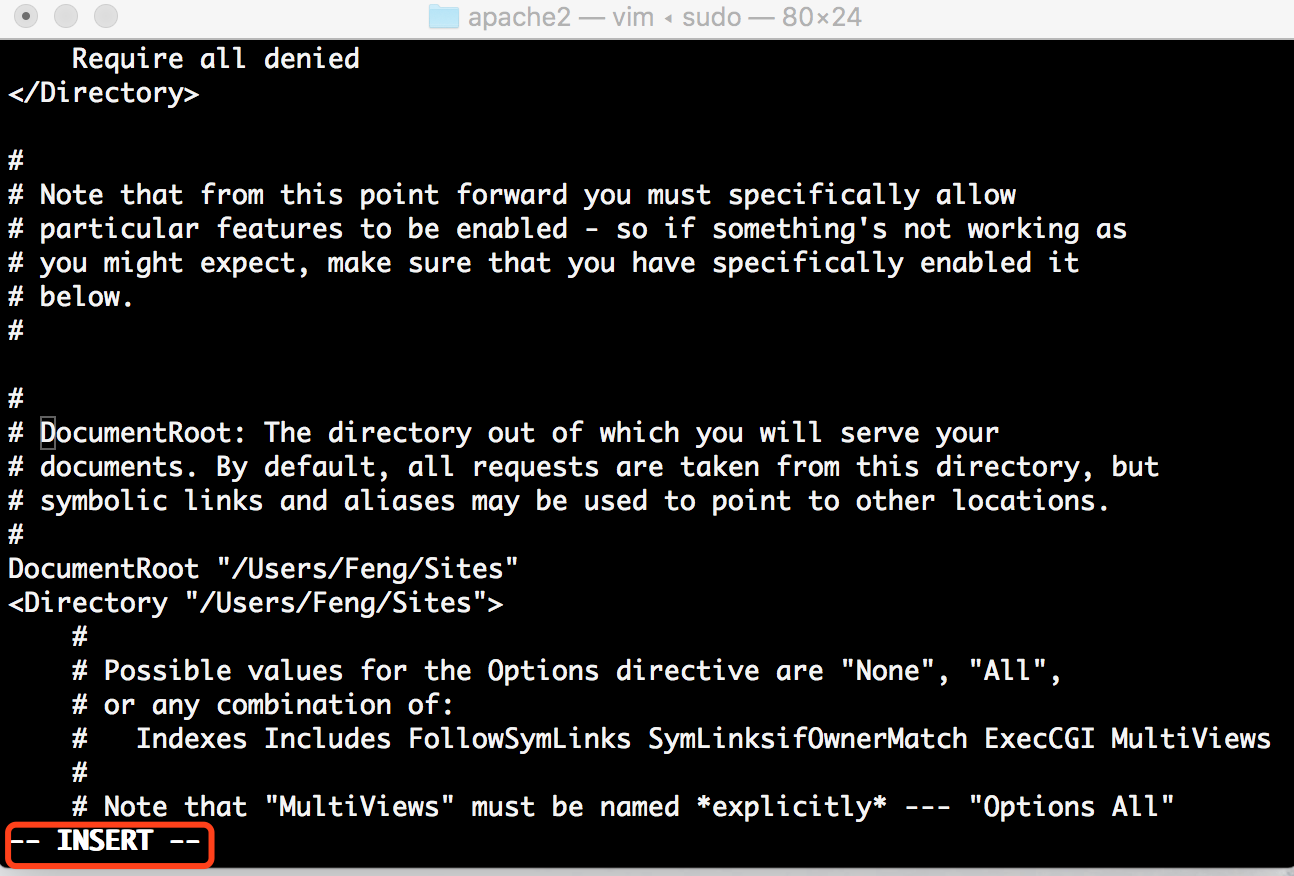 apache2 — vim ◂ sudo — 80×24
    Require all denied
</Directory>

#
# Note that from this point forward you must specifically allow
# particular features to be enabled - so if something's not working as
# you might expect, make sure that you have specifically enabled it
# below.
#

#
# DocumentRoot: The directory out of which you will serve your
# documents. By default, all requests are taken from this directory, but
# symbolic links and aliases may be used to point to other locations.
#
DocumentRoot "/Users/Feng/Sites"
<Directory "/Users/Feng/Sites">
    #
    # Possible values for the Options directive are "None", "All",
    # or any combination of:
    #   Indexes Includes FollowSymLinks SymLinksifOwnerMatch ExecCGI MultiViews
    #
    # Note that "MultiViews" must be named *explicitly* --- "Options All"
-- INSERT --